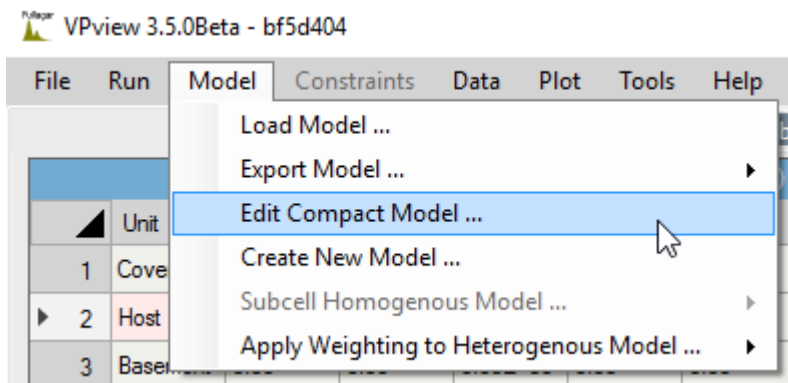 VPview 3.5.0Beta - bf5d404
File Run Model Constraints Data Plot Tools Help
Load Model ...
Export Model ...
Edit Compact Model ...
Unit
Create New Model ...
1 Cove
Subcell Homogenous Model ...
2 Host
Apply Weighting to Heterogenous Model ...
3